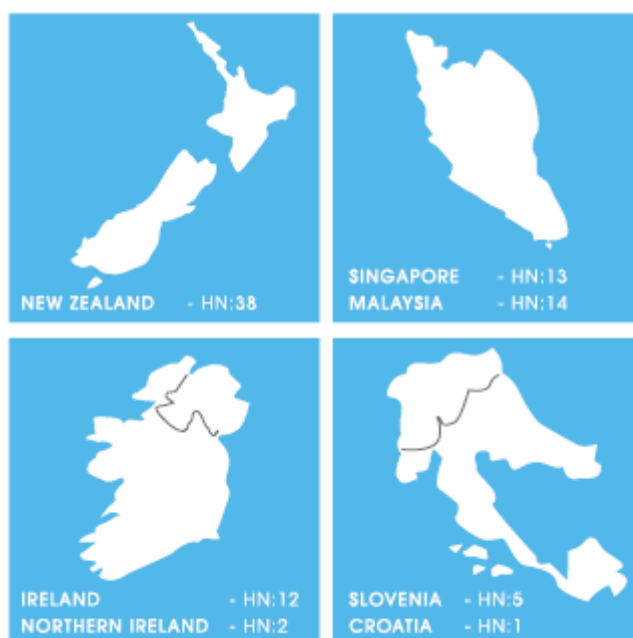 NEW ZEALAND - HN:38
SINGAPORE - HN:13
MALAYSIA - HN:14
IRELAND - HN:12
NORTHERN IRELAND - HN:2
SLOVENIA - HN:5
CROATIA - HN:1